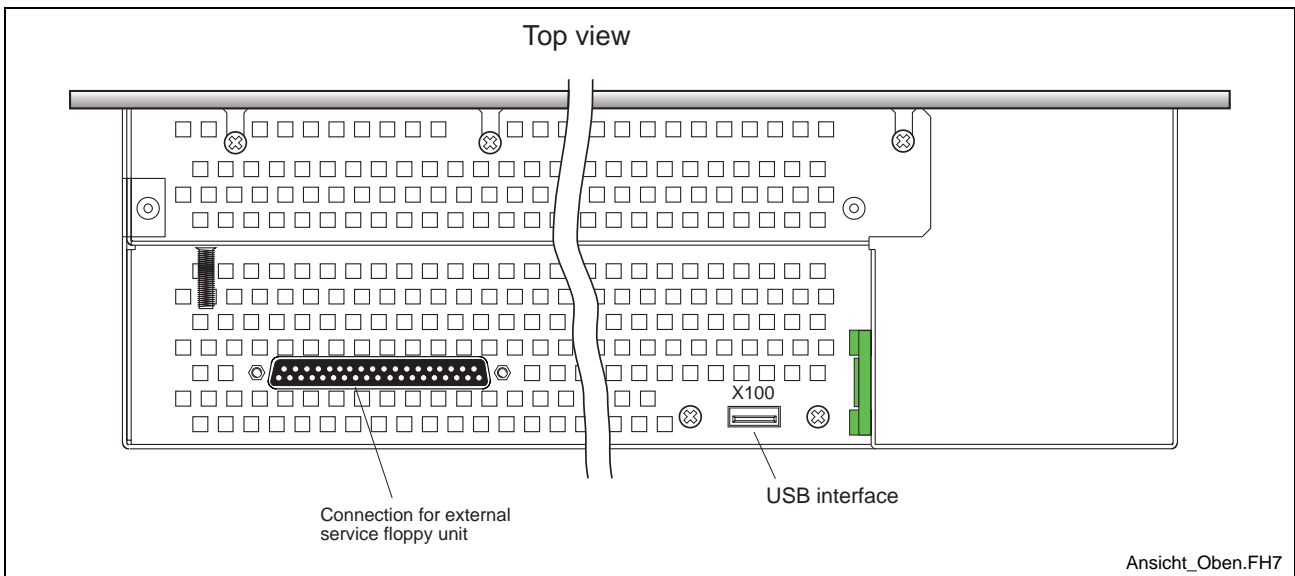 Top view
X100
USB interface
Connection for external
service floppy unit
Ansicht_Oben.FH7